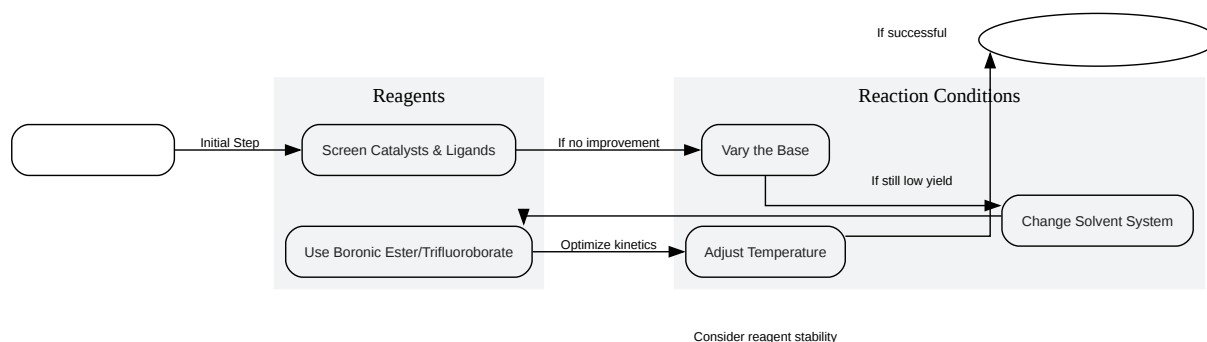 If successful
Reagents
Reaction Conditions
Initial Step
Screen Catalysts & Ligands
If no improvement
Vary the Base
If still low yield
Change Solvent System
Use Boronic Ester/Trifluoroborate
Optimize kinetics
Adjust Temperature
Consider reagent stability